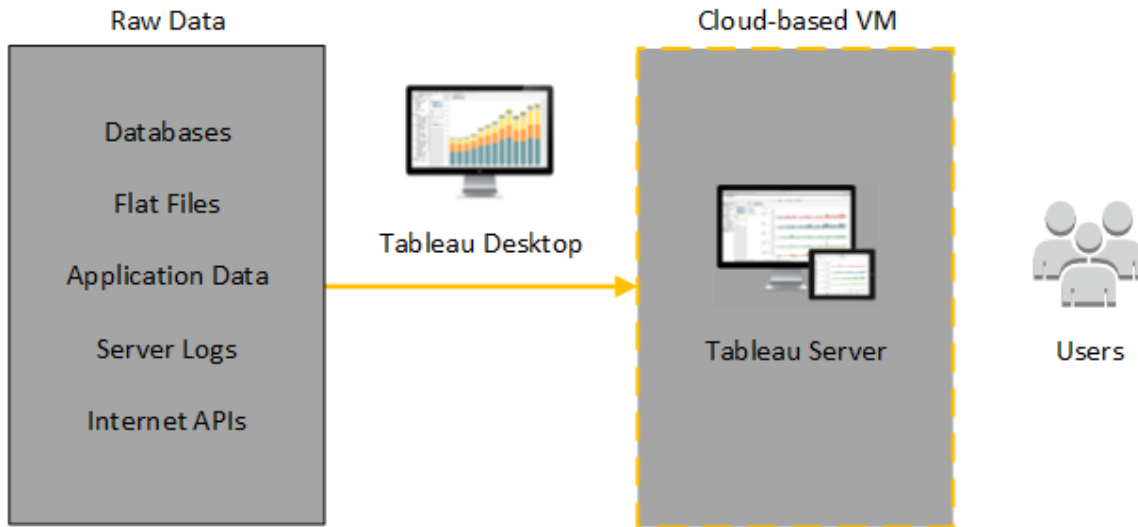 Raw Data
Databases
Flat Files
Application Data
Server Logs
Internet APIs
Tableau Desktop
Cloud-based VM
Tableau Server
Users